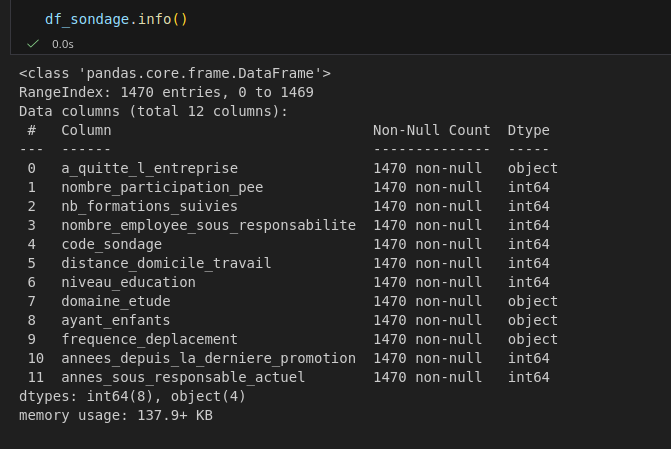 df_sondage.info()
0.0s
<class 'pandas.core.frame.DataFrame'>
RangeIndex: 1470 entries, 0 to 1469
Data columns (total 12 columns):
 #   Column                               Non-Null Count  Dtype
---  ------                               --------------  -----
 0   a_quitte_l_entreprise                1470 non-null   object
 1   nombre_participation_pee             1470 non-null   int64
 2   nb_formations_suivies                1470 non-null   int64
 3   nombre_employee_sous_responsabilite  1470 non-null   int64
 4   code_sondage                         1470 non-null   int64
 5   distance_domicile_travail            1470 non-null   int64
 6   niveau_education                     1470 non-null   int64
 7   domaine_etude                        1470 non-null   object
 8   ayant_enfants                        1470 non-null   object
 9   frequence_deplacement                1470 non-null   object
 10  annees_depuis_la_derniere_promotion  1470 non-null   int64
 11  annes_sous_responsable_actuel        1470 non-null   int64
dtypes: int64(8), object(4)
memory usage: 137.9+ KB